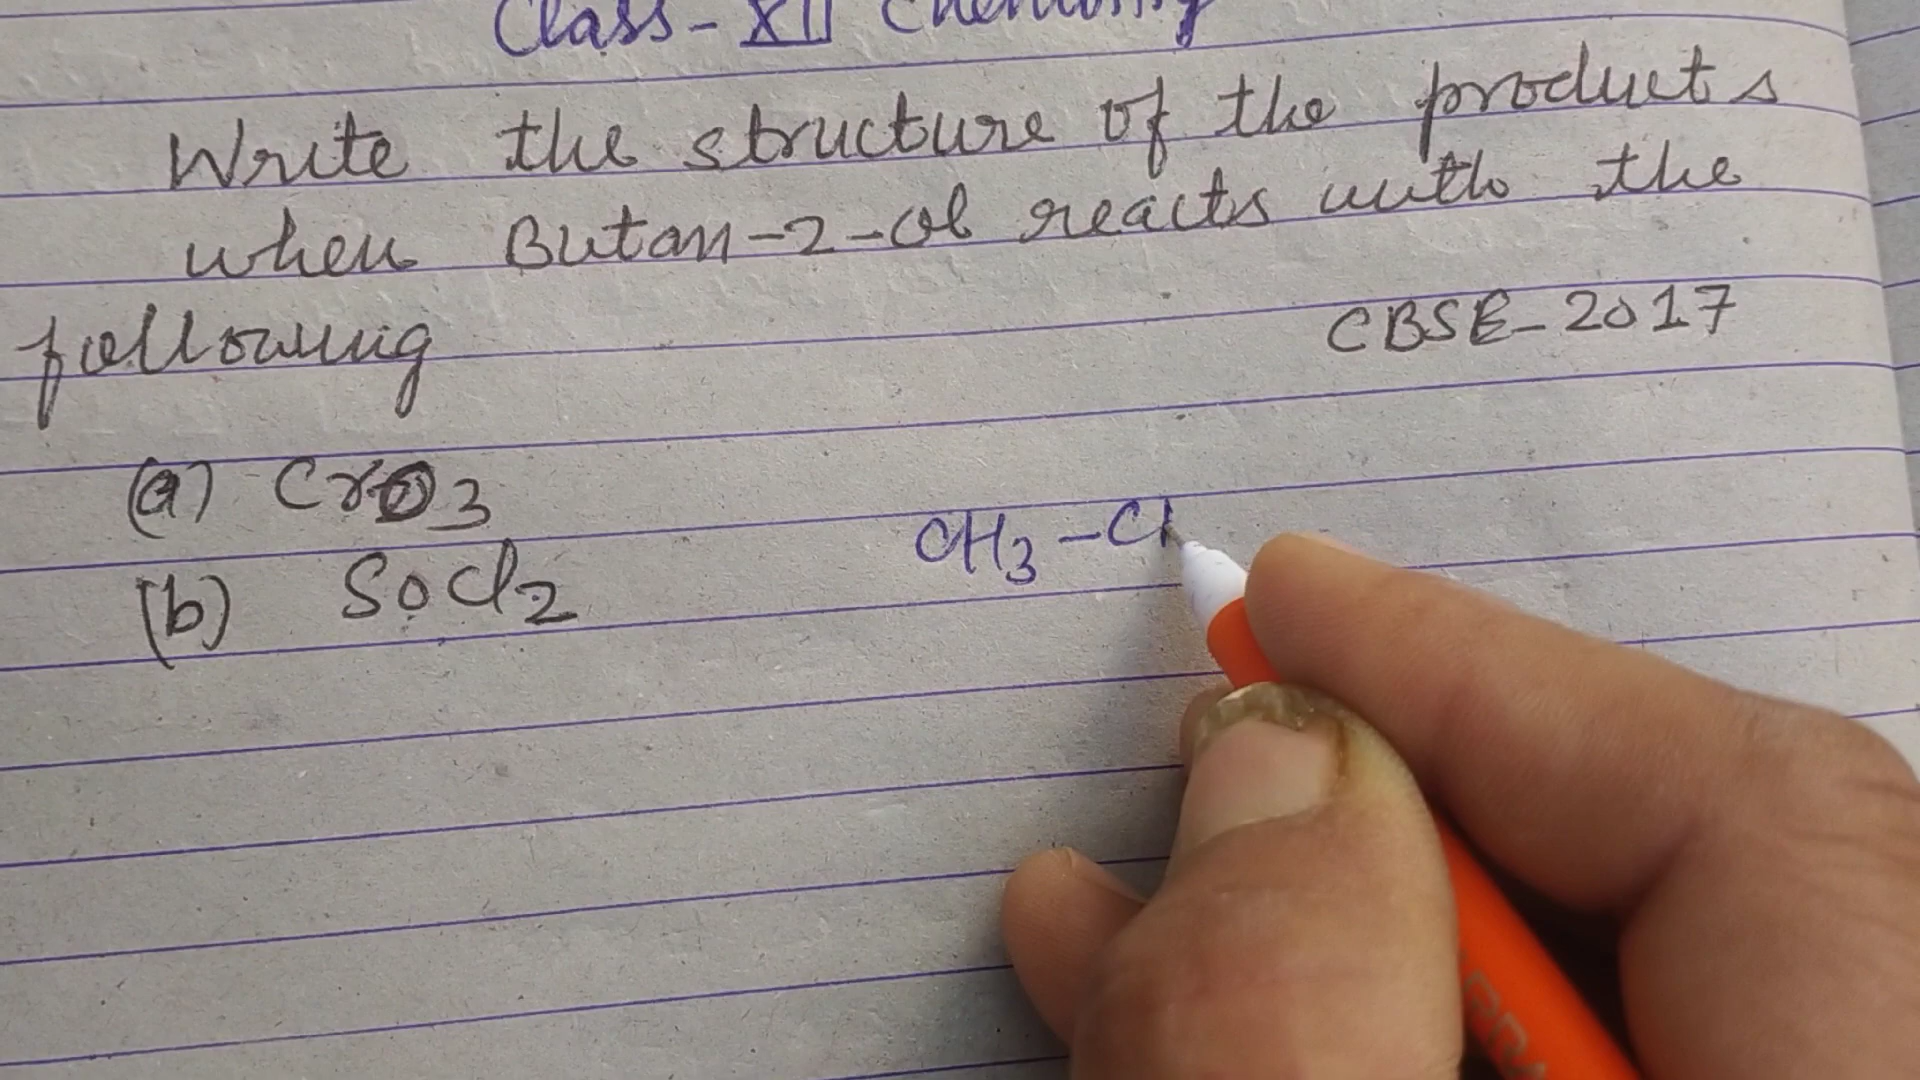 Class-XII Chemistry
Write the structure of the products
when Butan-2-ol reacts with the
following
CBSE-2017
(a) CrO3
(b) SOCl2
CH3-CH